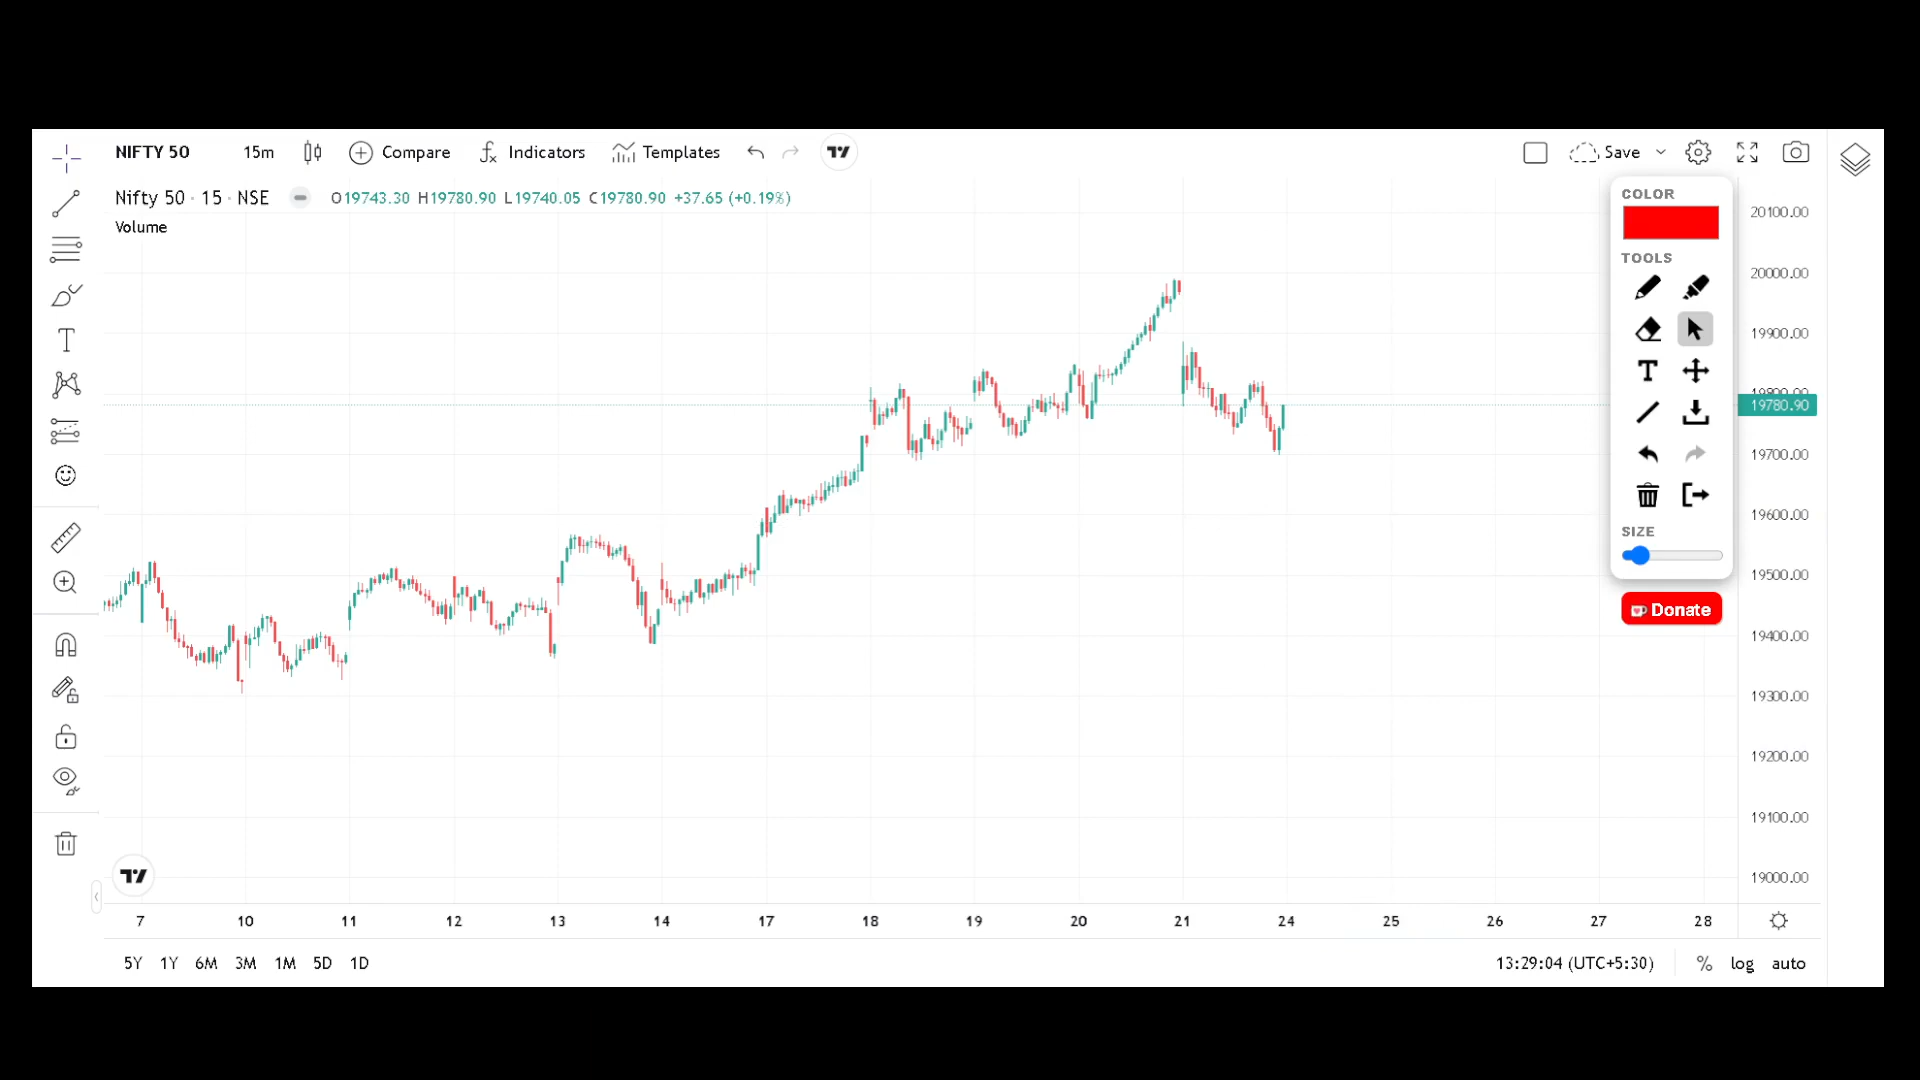 NIFTY 50 15m Compare Indicators Templates Save
Nifty 50 · 15 · NSE O19743.30 H19780.90 L19740.05 C19780.90 +37.65 (+0.19%)
Volume
COLOR
TOOLS
SIZE
Donate
20100.00
20000.00
19900.00
19800.00
19780.90
19700.00
19600.00
19500.00
19400.00
19300.00
19200.00
19100.00
19000.00
7 10 11 12 13 14 17 18 19 20 21 24 25 26 27 28
5Y 1Y 6M 3M 1M 5D 1D 13:29:04 (UTC+5:30) % log auto